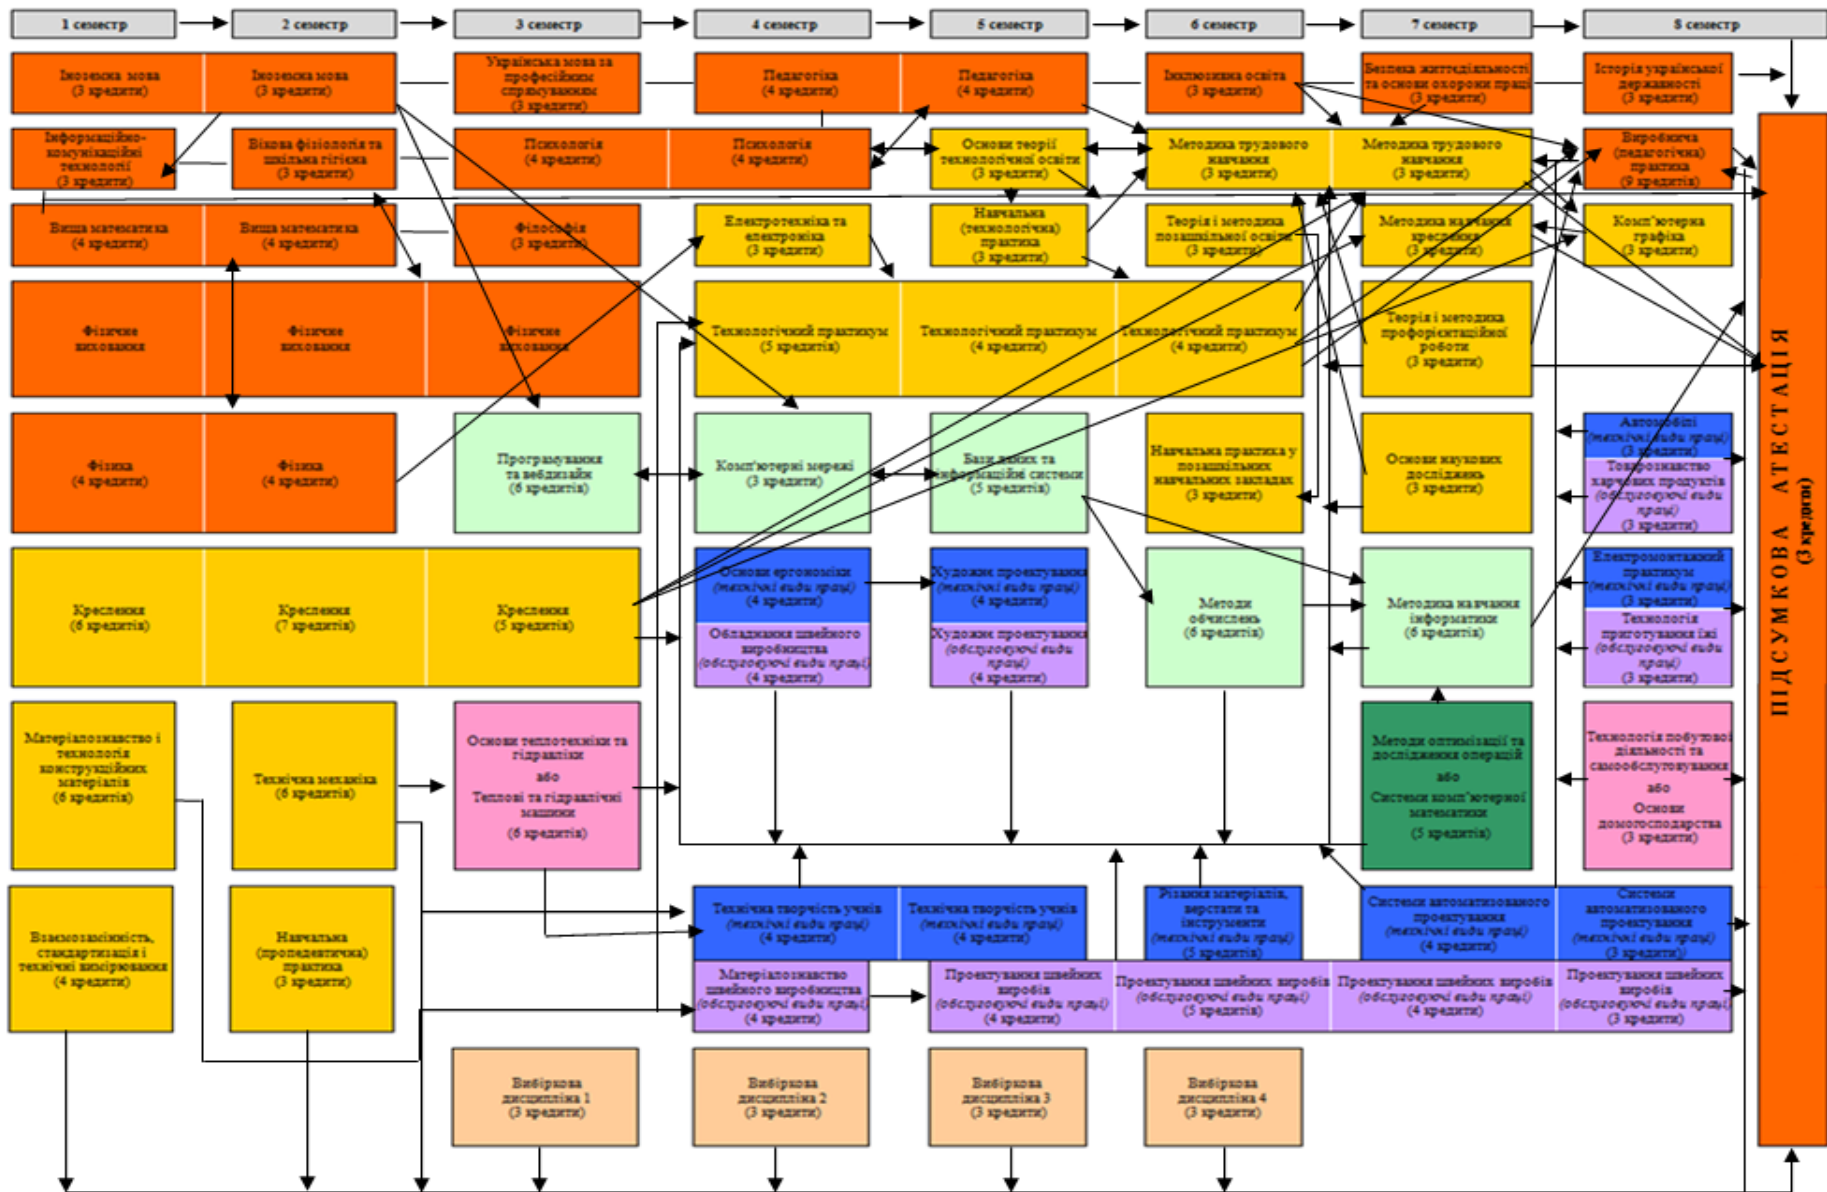 1 семестр
2 семестр
3 семестр
4 семестр
5 семестр
6 семестр
7 семестр
8 семестр
Іноземна мова
(3 кредити)
Іноземна мова
(3 кредити)
Українська мова за
професійним
спрямуванням
(3 кредити)
Педагогіка
(4 кредити)
Педагогіка
(4 кредити)
Інклюзивна освіта
(3 кредити)
Безпека життєдіяльності
та основи охорони праці
(3 кредити)
Історія української
державності
(3 кредити)
Інформаційно-
комунікаційні
технології
(3 кредити)
Вікова фізіологія та
шкільна гігієна
(3 кредити)
Психологія
(4 кредити)
Психологія
(4 кредити)
Основи теорії
технологічної освіти
(3 кредити)
Методика трудового
навчання
(3 кредити)
Методика трудового
навчання
(3 кредити)
Виробнича
(педагогічна)
практика
(9 кредитів)
Вища математика
(4 кредити)
Вища математика
(4 кредити)
Філософія
(3 кредити)
Електротехніка та
електроніка
(3 кредити)
Навчальна
(технологічна)
практика
(3 кредити)
Теорія і методика
позашкільної освіти
(3 кредити)
Методика навчання
креслення
(3 кредити)
Комп'ютерна
графіка
(3 кредити)
Фізичне
виховання
Фізичне
виховання
Фізичне
виховання
Технологічний практикум
(5 кредитів)
Технологічний практикум
(4 кредити)
Технологічний практикум
(4 кредити)
Теорія і методика
профорієнтаційної
роботи
(3 кредити)
Фізика
(4 кредити)
Фізика
(4 кредити)
Програмування
та вебдизайн
(6 кредитів)
Комп'ютерні мережі
(3 кредити)
Бази даних та
інформаційні системи
(5 кредитів)
Навчальна практика у
позашкільних
навчальних закладах
(3 кредити)
Основи наукових
досліджень
(3 кредити)
Автомобілі
(технічні види праці)
(3 кредити)
Товарознавство
харчових продуктів
(обслуговуючі види
праці)
(3 кредити)
Креслення
(6 кредитів)
Креслення
(7 кредитів)
Креслення
(5 кредитів)
Основи ергономіки
(технічні види праці)
(4 кредити)
Обладнання швейного
виробництва
(обслуговуючі види праці)
(4 кредити)
Художнє проектування
(технічні види праці)
(4 кредити)
Художнє проектування
(обслуговуючі види
праці)
(4 кредити)
Методи
обчислень
(6 кредитів)
Методика навчання
інформатики
(6 кредитів)
Електромонтажний
практикум
(технічні види праці)
(3 кредити)
Технологія
приготування їжі
(обслуговуючі види
праці)
(3 кредити)
Матеріалознавство і
технологія
конструкційних
матеріалів
(6 кредитів)
Технічна механіка
(6 кредитів)
Основи теплотехніки та
гідравліки
або
Теплові та гідравлічні
машини
(6 кредитів)
Методи оптимізації та
дослідження операцій
або
Системи комп'ютерної
математики
(5 кредитів)
Технологія побутової
діяльності та
самообслуговування
або
Основи
домогосподарства
(3 кредити)
Взаємозамінність,
стандартизація і
технічні вимірювання
(4 кредити)
Навчальна
(пропедевтична)
практика
(3 кредити)
Технічна творчість учнів
(технічні види праці)
(4 кредити)
Технічна творчість учнів
(технічні види праці)
(4 кредити)
Різання матеріалів,
верстати та
інструменти
(технічні види праці)
(5 кредитів)
Системи автоматизованого
проектування
(технічні види праці)
(4 кредити)
Системи
автоматизованого
проектування
(технічні види праці)
(3 кредити)
Матеріалознавство
швейного виробництва
(обслуговуючі види праці)
(4 кредити)
Проектування швейних
виробів
(обслуговуючі види праці)
(4 кредити)
Проектування швейних виробів
(обслуговуючі види праці)
(5 кредитів)
Проектування швейних виробів
(обслуговуючі види праці)
(4 кредити)
Проектування швейних
виробів
(обслуговуючі види праці)
(3 кредити)
Вибіркова
дисципліна 1
(3 кредити)
Вибіркова
дисципліна 2
(3 кредити)
Вибіркова
дисципліна 3
(3 кредити)
Вибіркова
дисципліна 4
(3 кредити)
ПІДСУМКОВА АТЕСТАЦІЯ
(3 кредити)